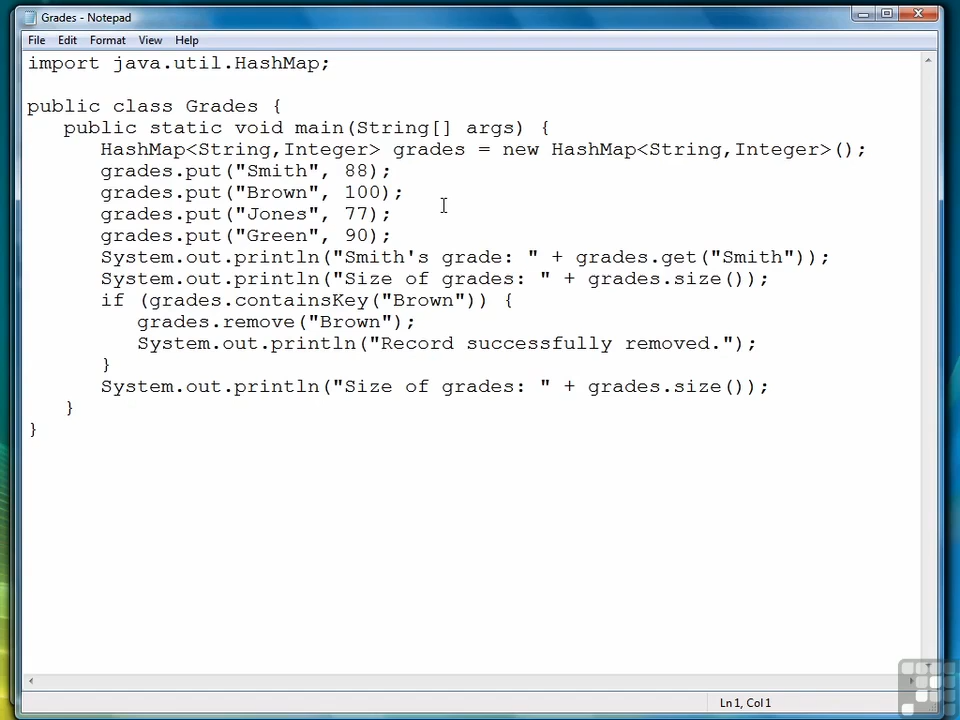 Grades - Notepad
File Edit Format View Help
import java.util.HashMap;
public class Grades {
public static void main(String[] args) {
HashMap<String,Integer> grades = new HashMap<String,Integer>();
grades.put("Smith", 88);
grades.put("Brown", 100);
grades.put("Jones", 77);
grades.put("Green", 90);
System.out.println("Smith's grade: " + grades.get("Smith"));
System.out.println("Size of grades: " + grades.size());
if (grades.containsKey("Brown")) {
grades.remove("Brown");
System.out.println("Record successfully removed.");
}
System.out.println("Size of grades: " + grades.size());
}
}
Ln 1, Col 1